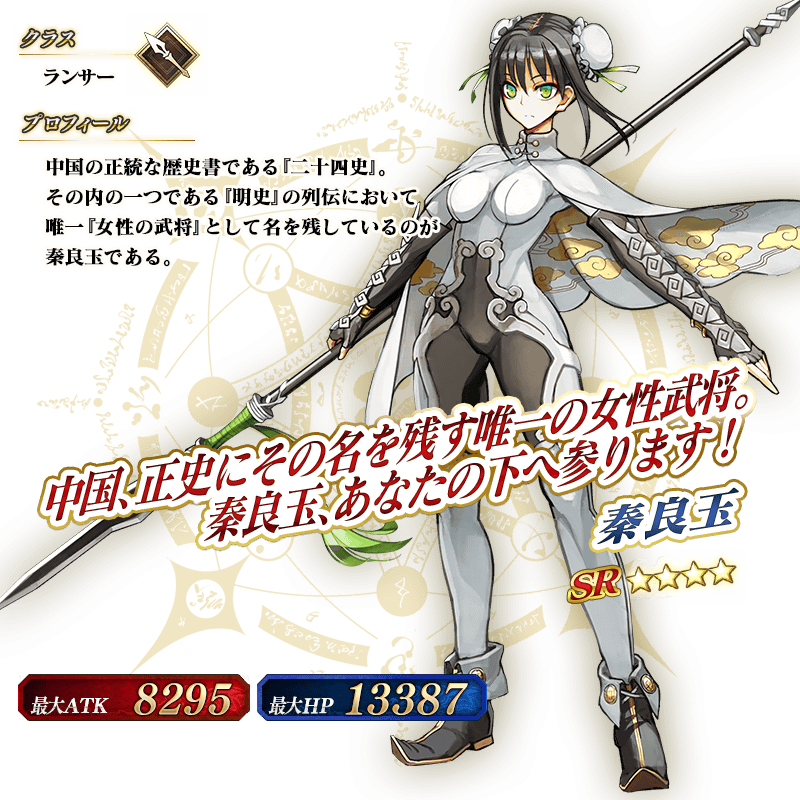 クラス
ランサー
プロフィール
中国の正統な歴史書である『二十四史』。
その内の一つである『明史』の列伝において
唯一『女性の武将』として名を残しているのが
秦良玉である。
中国、正史にその名を残す唯一の女性武将。
秦良玉、あなたの下へ参ります！
秦良玉
SR
最大ATK 8295
最大HP 13387